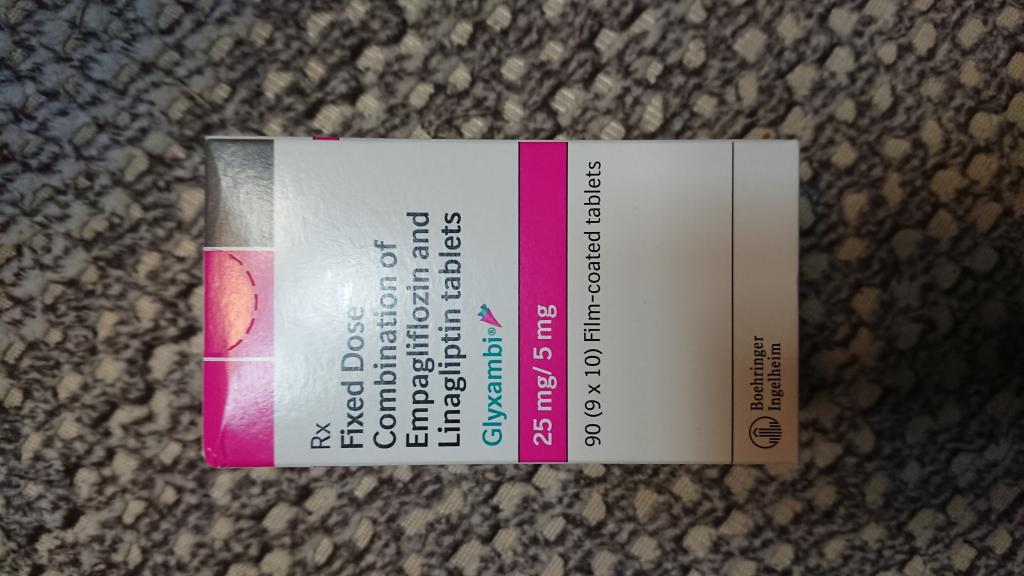 Rx
Fixed Dose
Combination of
Empagliflozin and
Linagliptin tablets
Glyxambi®
25 mg/ 5 mg
90 (9 x 10) Film-coated tablets
Boehringer
Ingelheim